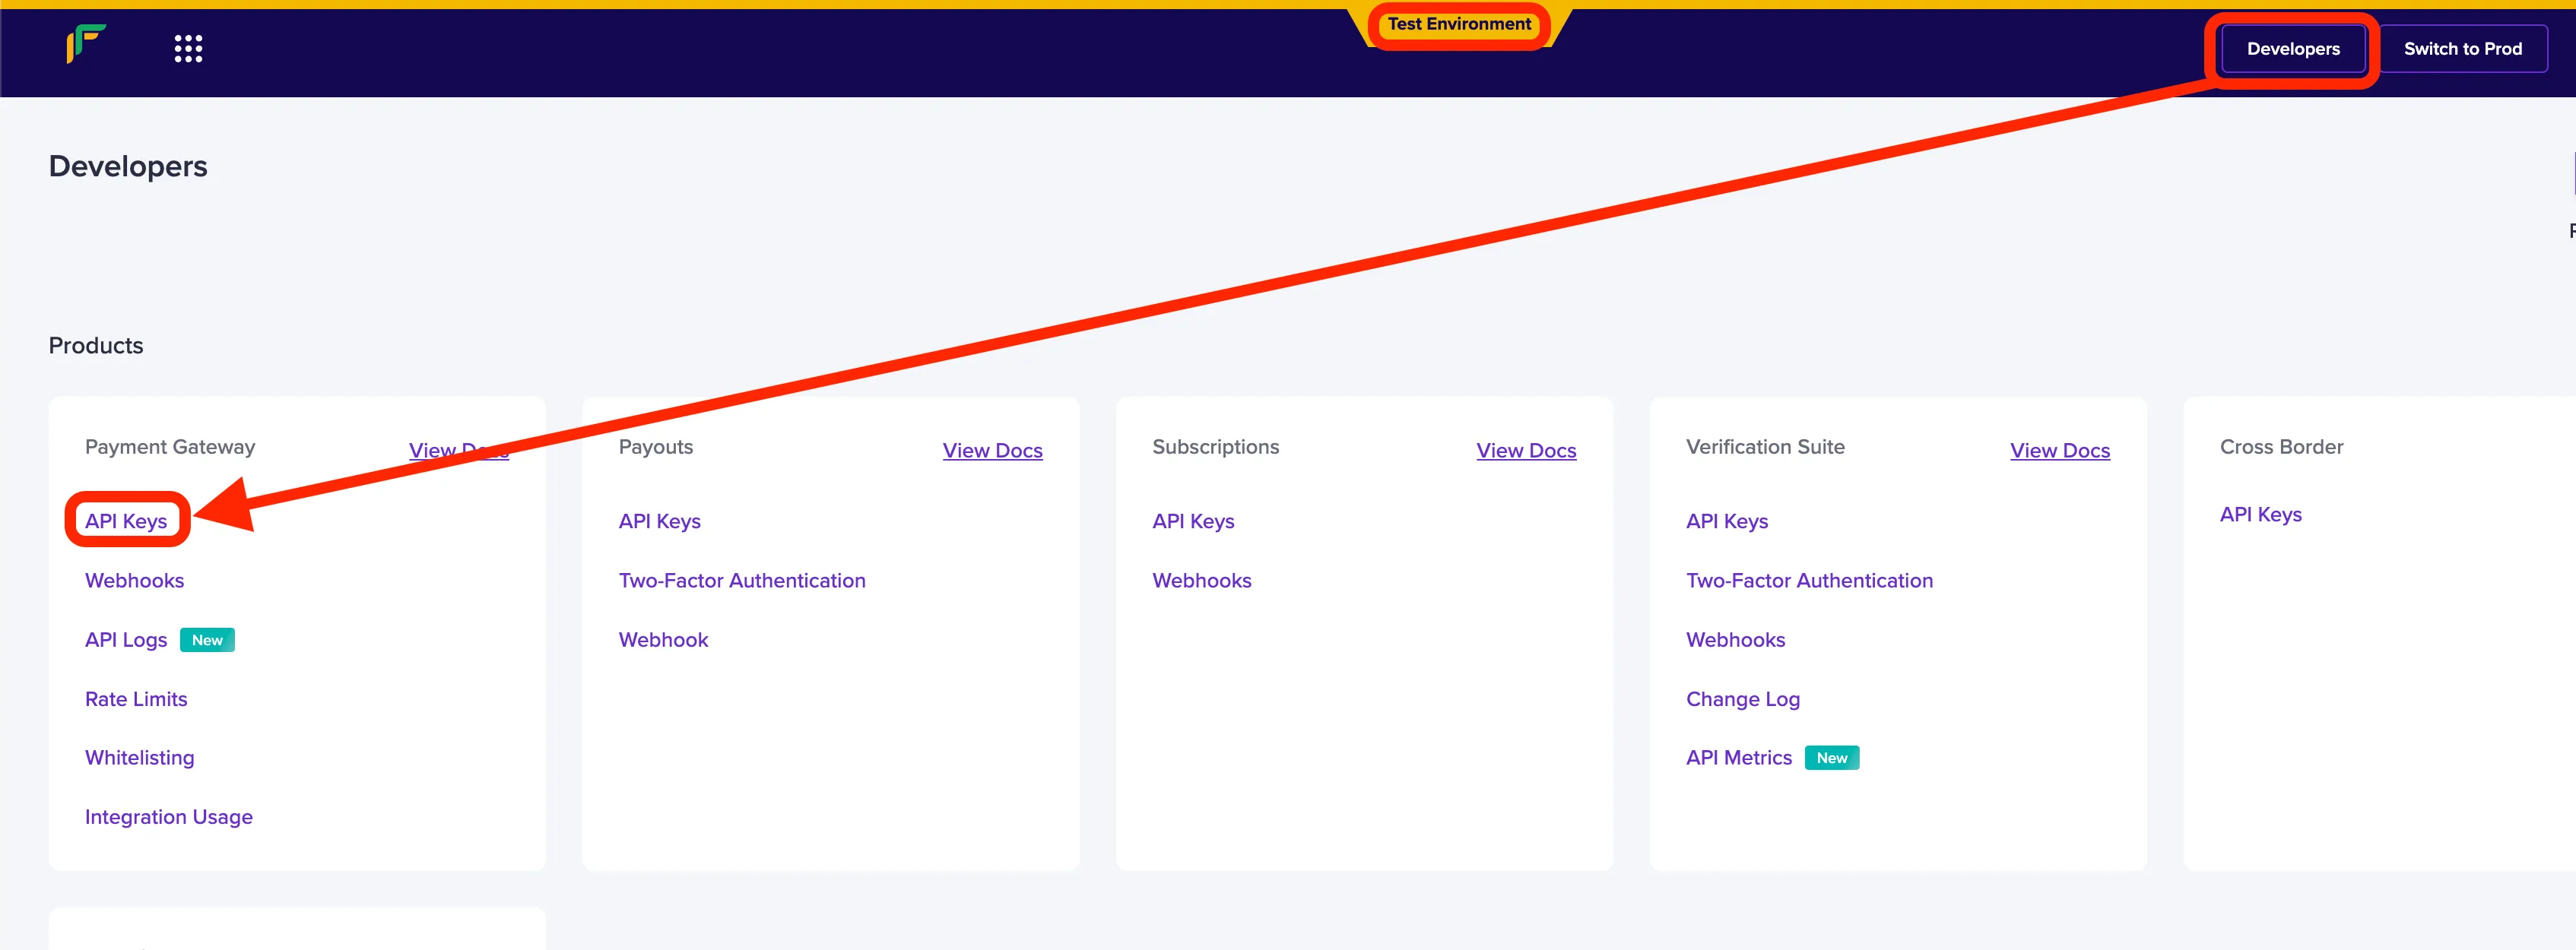 Test Environment
Developers
Switch to Prod
Developers
Products
Payment Gateway
View Docs
API Keys
Webhooks
API Logs New
Rate Limits
Whitelisting
Integration Usage
Payouts
View Docs
API Keys
Two-Factor Authentication
Webhook
Subscriptions
View Docs
API Keys
Webhooks
Verification Suite
View Docs
API Keys
Two-Factor Authentication
Webhooks
Change Log
API Metrics New
Cross Border
API Keys